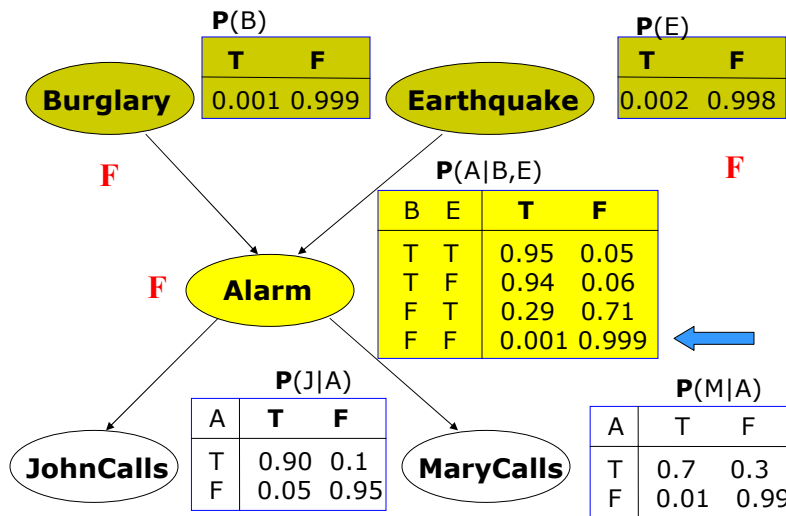 P(B)
P(E)
T F
T F
Burglary
0.001 0.999
Earthquake
0.002 0.998
F
P(A|B,E)
F
B E T F
T T 0.95 0.05
T F 0.94 0.06
F T 0.29 0.71
F F 0.001 0.999
F
Alarm
P(J|A)
P(M|A)
A T F
T 0.90 0.1
F 0.05 0.95
A T F
T 0.7 0.3
F 0.01 0.99
JohnCalls
MaryCalls